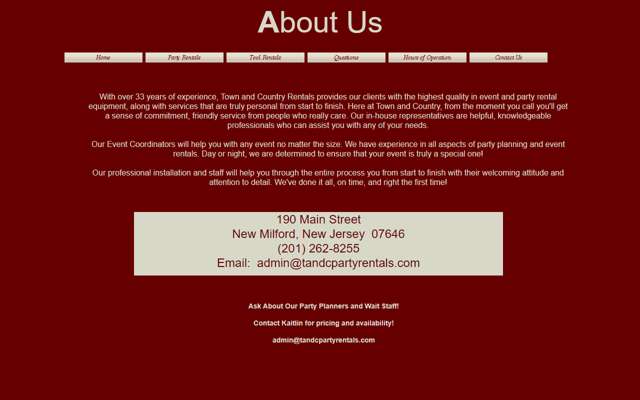 About Us
Home Party Rentals Tool Rentals Questions Hours of Operation Contact Us
With over 33 years of experience, Town and Country Rentals provides our clients with the highest quality in event and party rental
equipment, along with services that are truly personal from start to finish. Here at Town and Country, from the moment you call you'll get
a sense of commitment, friendly service from people who really care. Our in-house representatives are helpful, knowledgeable
professionals who can assist you with any of your needs.
Our Event Coordinators will help you with any event no matter the size. We have experience in all aspects of party planning and event
rentals. Day or night, we are determined to ensure that your event is truly a special one!
Our professional installation and staff will help you through the entire process you from start to finish with their welcoming attitude and
attention to detail. We've done it all, on time, and right the first time!
190 Main Street
New Milford, New Jersey 07646
(201) 262-8255
Email: admin@tandcpartyrentals.com
Ask About Our Party Planners and Wait Staff!
Contact Kaitlin for pricing and availability!
admin@tandcpartyrentals.com